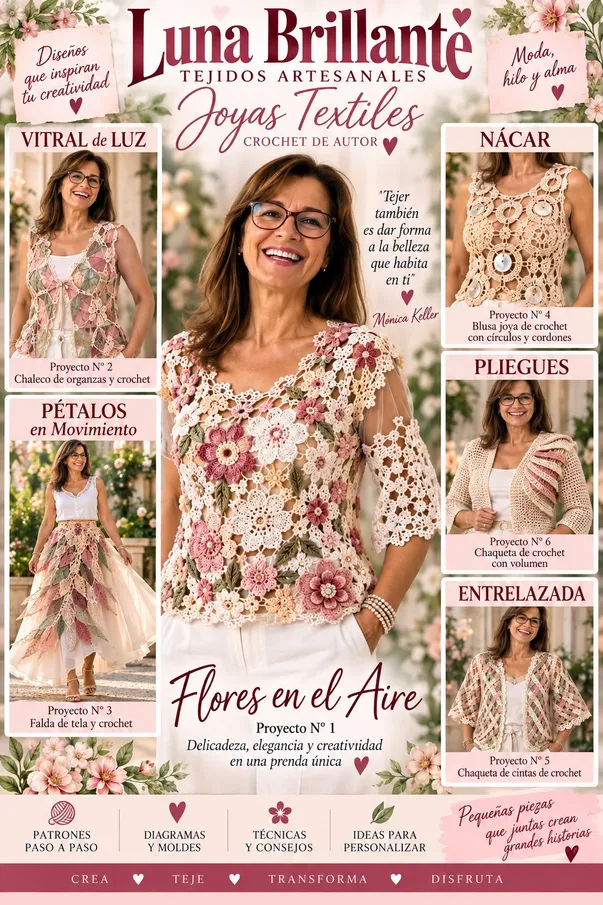 Luna Brillante
TEJIDOS ARTESANALES
Joyas Textiles
CROCHET DE AUTOR
Diseños
que inspiran
tu creatividad
Moda,
hilo y alma
VITRAL de LUZ
Proyecto N° 2
Chaleco de organzas y crochet
PÉTALOS
en Movimiento
Proyecto N° 3
Falda de tela y crochet
"Tejer
también
es dar forma
a la belleza
que habita
en ti"
Mónica Keller
NÁCAR
Proyecto N° 4
Blusa joya de crochet
con círculos y cordones
PLIEGUES
Proyecto N° 6
Chaqueta de crochet
con volumen
ENTRELAZADA
Proyecto N° 5
Chaqueta de cintas de crochet
Flores en el Aire
Proyecto N° 1
Delicadeza, elegancia y creatividad
en una prenda única
PATRONES
PASO A PASO
DIAGRAMAS
Y MOLDES
TÉCNICAS
Y CONSEJOS
IDEAS PARA
PERSONALIZAR
Pequeñas piezas
que juntas crean
grandes historias
CREA TEJE TRANSFORMA DISFRUTA